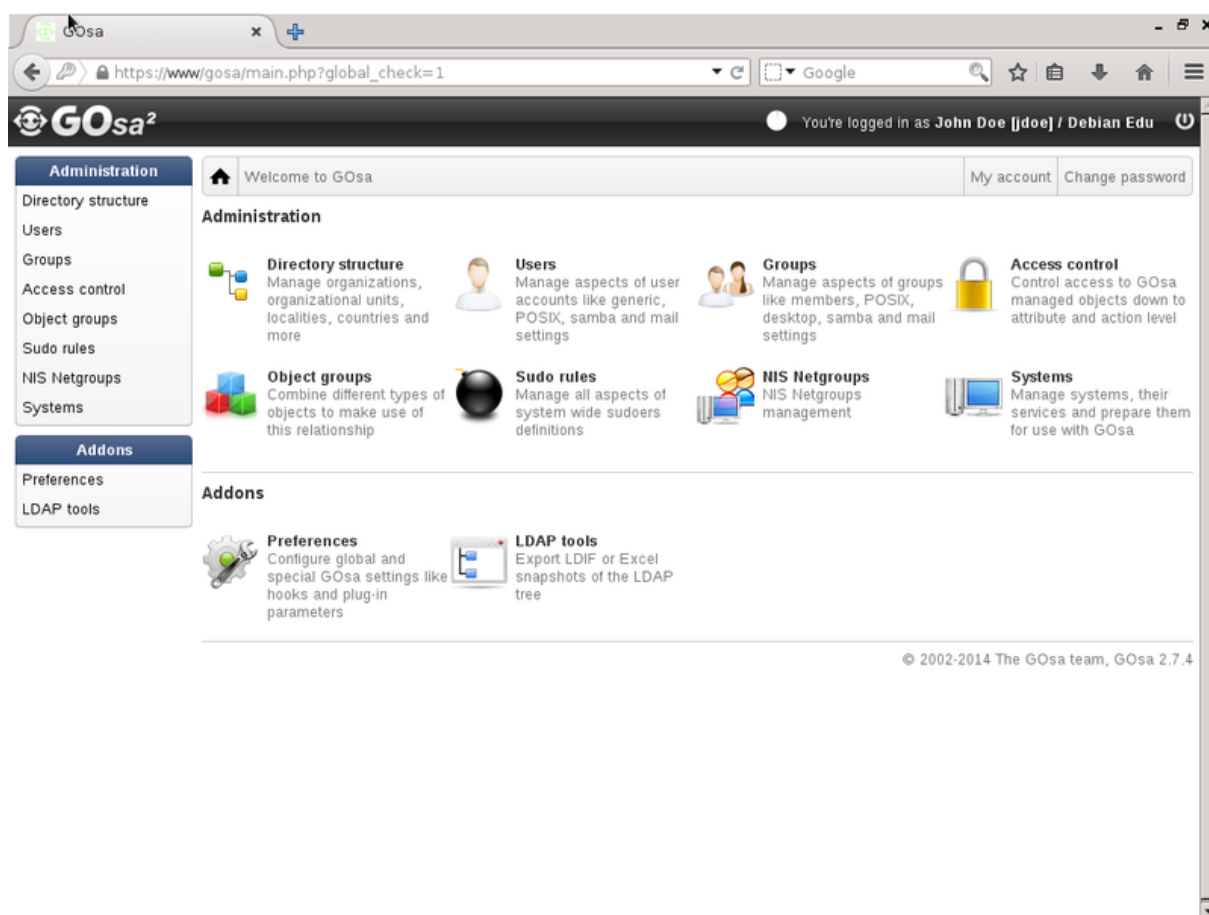 GOsa
https://www/gosa/main.php?global_check=1
Google
GOsa²
You're logged in as John Doe [jdoe] / Debian Edu
Administration
Directory structure
Users
Groups
Access control
Object groups
Sudo rules
NIS Netgroups
Systems
Addons
Preferences
LDAP tools
Welcome to GOsa
My account
Change password
Administration
Directory structure
Manage organizations,
organizational units,
localities, countries and
more
Users
Manage aspects of user
accounts like generic,
POSIX, samba and mail
settings
Groups
Manage aspects of groups
like members, POSIX,
desktop, samba and mail
settings
Access control
Control access to GOsa
managed objects down to
attribute and action level
Object groups
Combine different types of
objects to make use of
this relationship
Sudo rules
Manage all aspects of
system wide sudoers
definitions
NIS Netgroups
NIS Netgroups
management
Systems
Manage systems, their
services and prepare them
for use with GOsa
Addons
Preferences
Configure global and
special GOsa settings like
hooks and plug-in
parameters
LDAP tools
Export LDIF or Excel
snapshots of the LDAP
tree
© 2002-2014 The GOsa team, GOsa 2.7.4